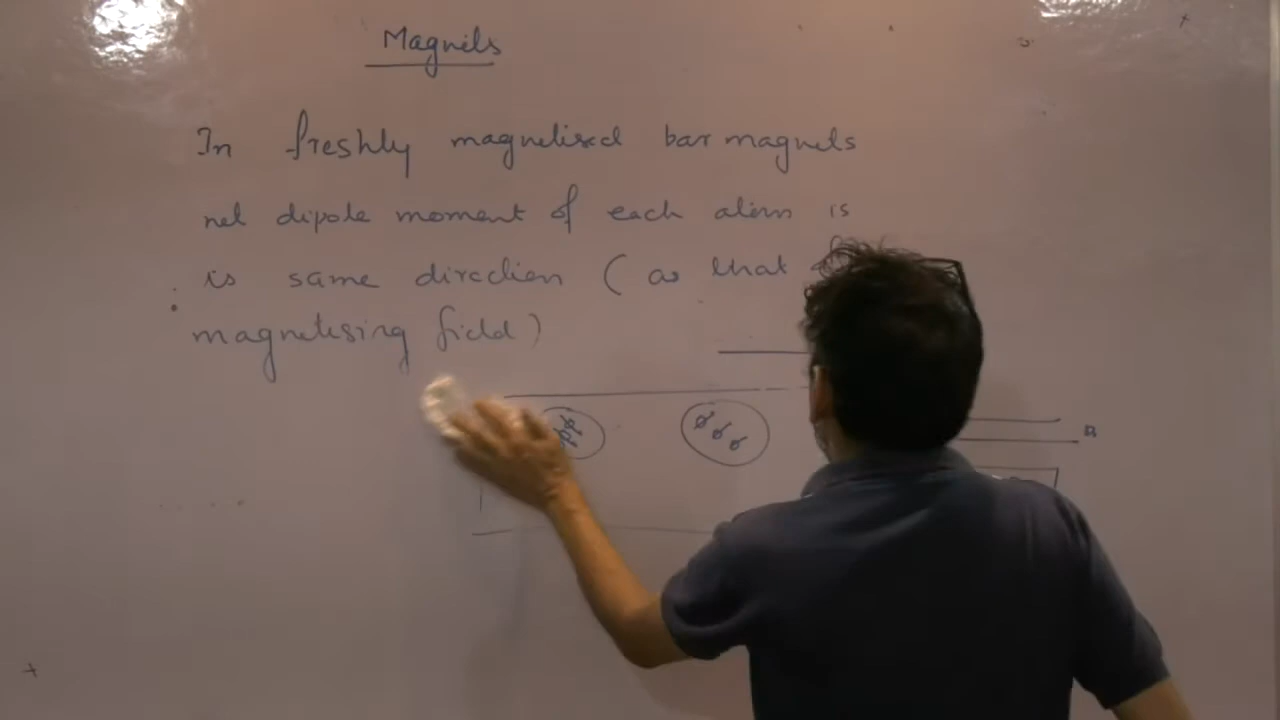 Magnets
In freshly magnetised bar magnets
net dipole moment of each atom is
is same direction (as that
magnetising field)
B